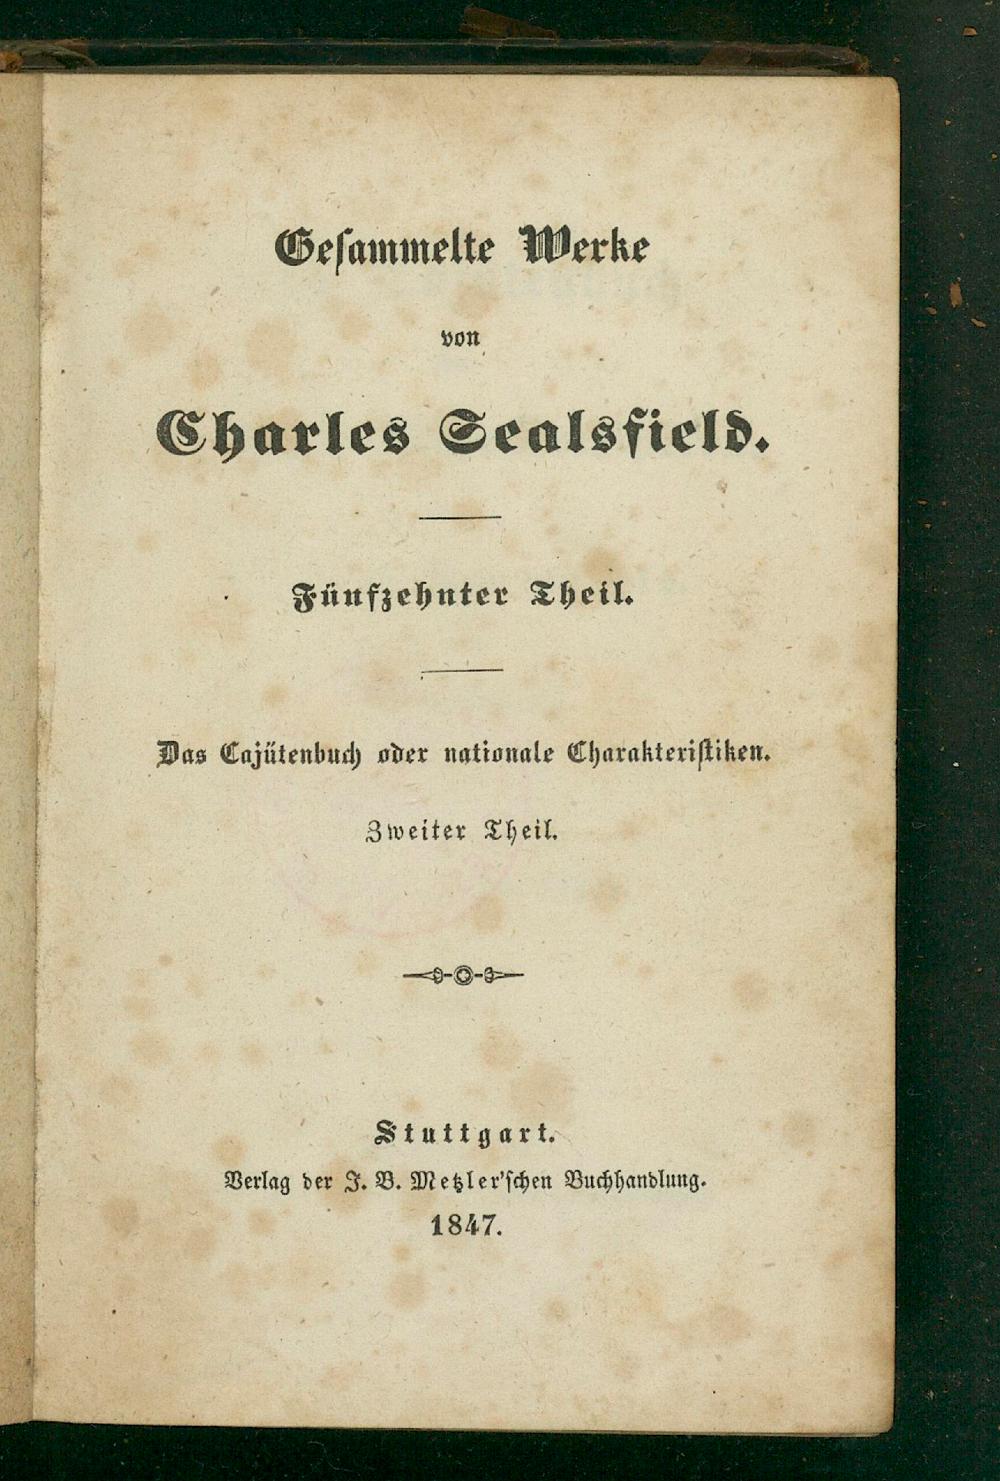 Gesammelte Werke
von
Charles Sealsfield.
Fünfzehnter Theil.
Das Cajütenbuch oder nationale Charakteristiken.
Zweiter Theil.
Stuttgart.
Verlag der J. B. Metzler'schen Buchhandlung.
1847.